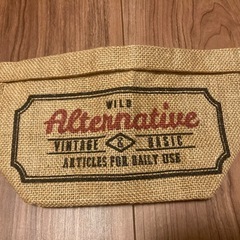 WILD
Alternative
VINTAGE & BASIC
ARTICLES FOR DAILY USE